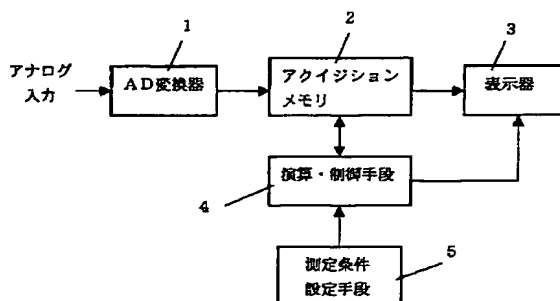 1
2
3
アナログ
入力
AD変換器
アクイジション
メモリ
表示器
演算・制御手段
4
測定条件
設定手段
5